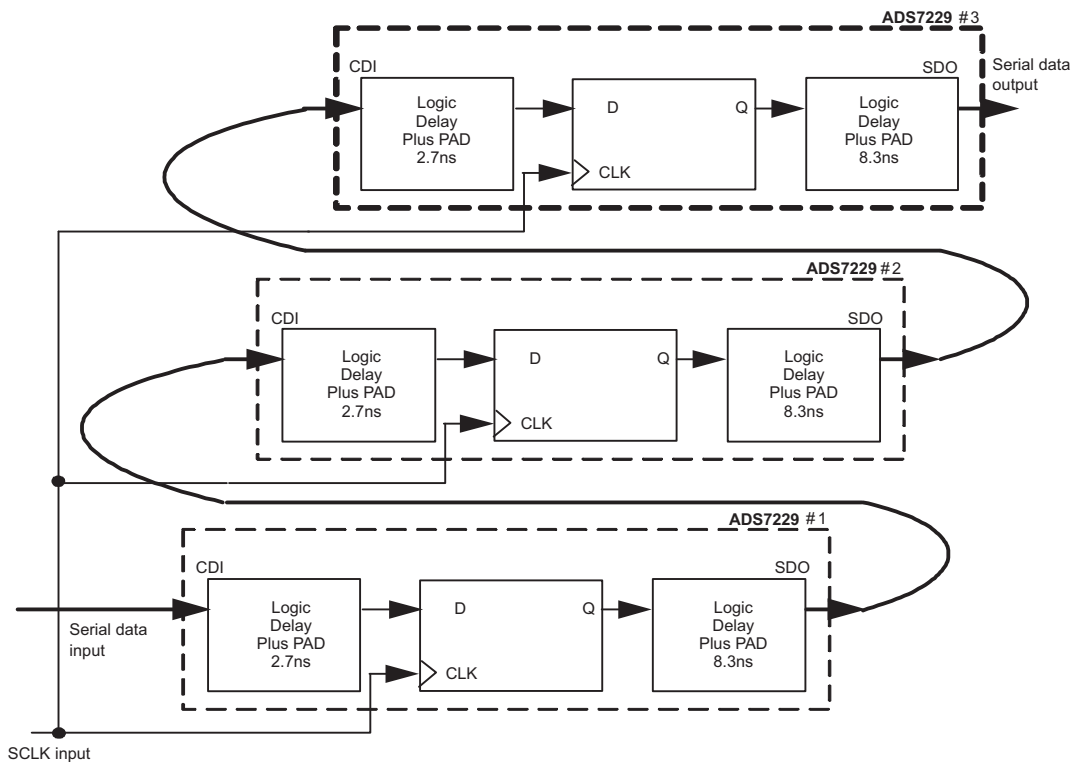 ADS7229 #3
CDI
SDO
Serial data
output
Logic
Delay
Plus PAD
2.7ns
D
Q
CLK
Logic
Delay
Plus PAD
8.3ns
ADS7229 #2
CDI
SDO
Logic
Delay
Plus PAD
2.7ns
D
Q
CLK
Logic
Delay
Plus PAD
8.3ns
ADS7229 #1
CDI
SDO
Serial data
input
Logic
Delay
Plus PAD
2.7ns
D
Q
CLK
Logic
Delay
Plus PAD
8.3ns
SCLK input